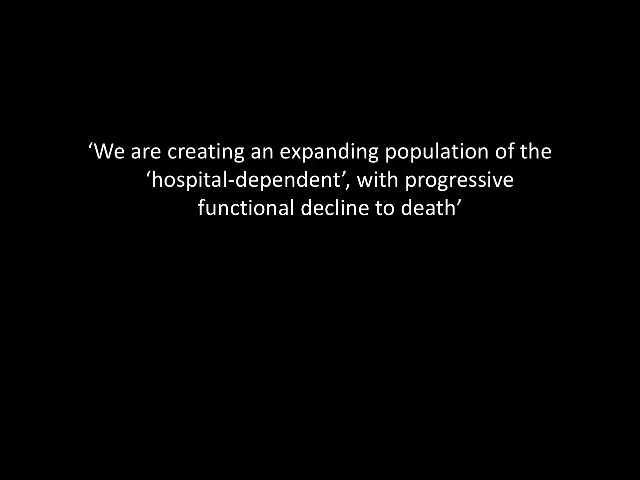 ‘We are creating an expanding population of the
‘hospital-dependent’, with progressive
functional decline to death’